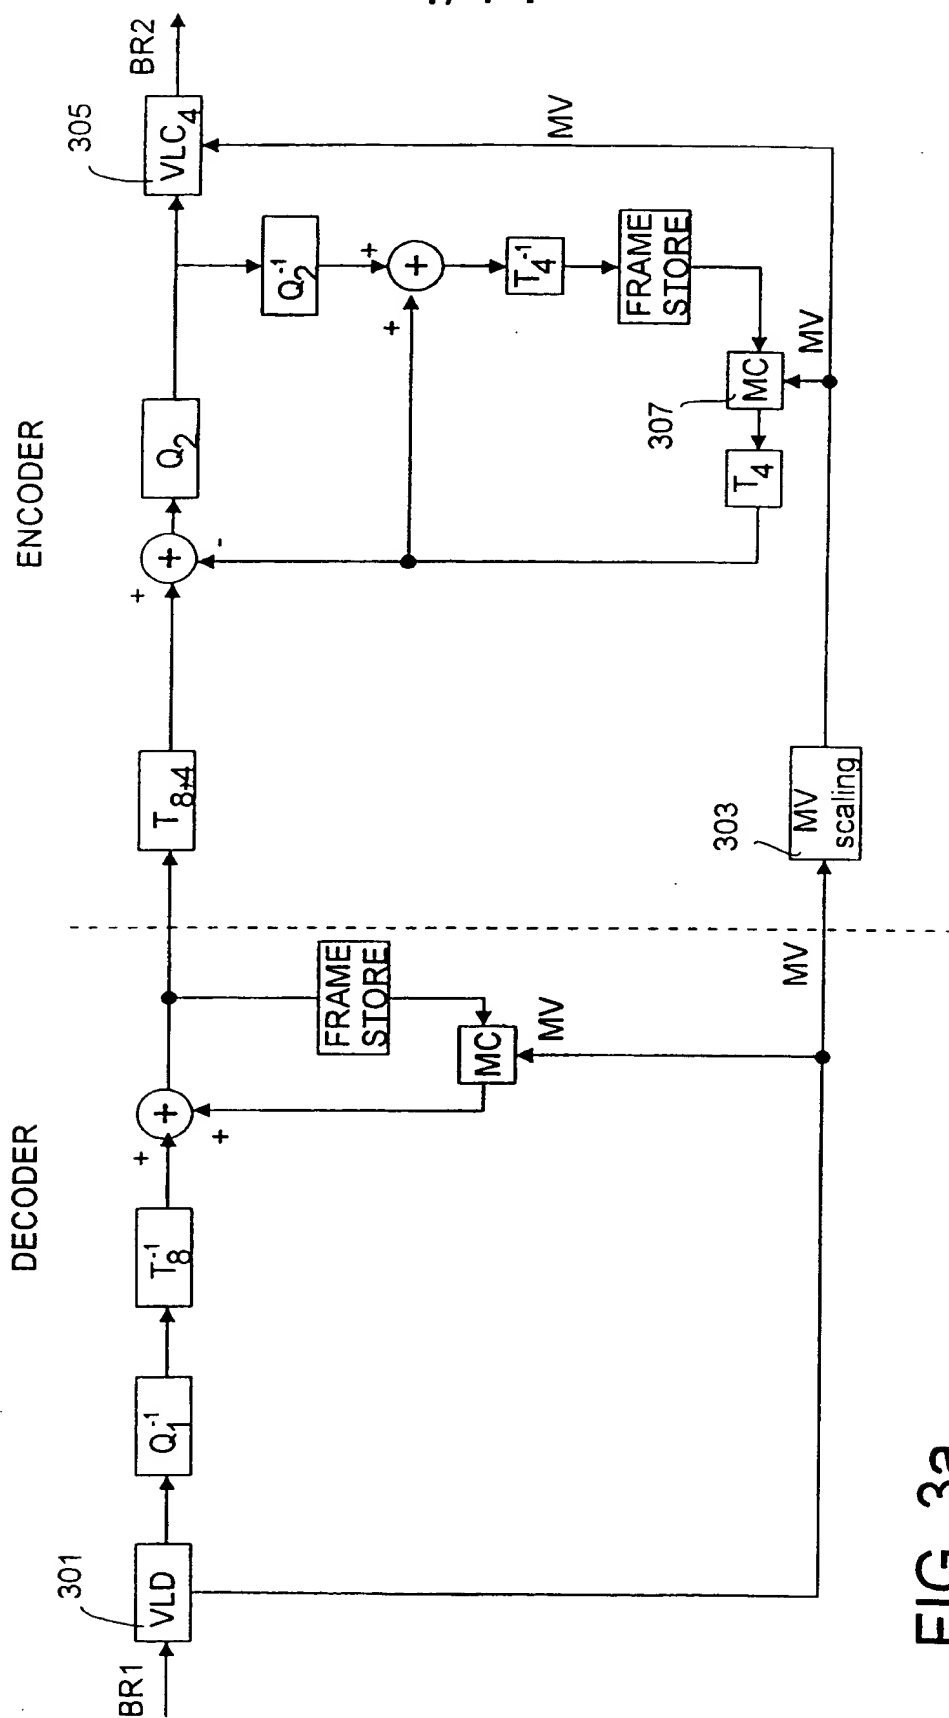 DECODER
ENCODER
BR1
301
VLD
Q1^-1
T8^-1
+
+
+
FRAME
STORE
MC
MV
MV
303
MV
scaling
T8→4
+
+
-
Q2
305
VLC4
BR2
Q2^-1
+
+
+
T4^-1
FRAME
STORE
307
MC
T4
MV
MV
FIG. 3a